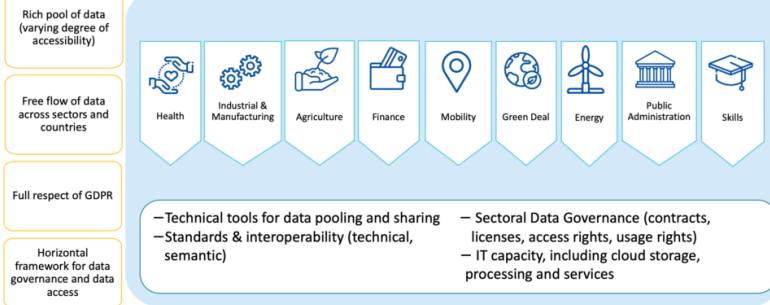 Rich pool of data
(varying degree of
accessibility)
Free flow of data
across sectors and
countries
Full respect of GDPR
Horizontal
framework for data
governance and data
access
Health
Industrial &
Manufacturing
Agriculture
Finance
Mobility
Green Deal
Energy
Public
Administration
Skills
–Technical tools for data pooling and sharing
–Standards & interoperability (technical,
semantic)
– Sectoral Data Governance (contracts,
licenses, access rights, usage rights)
– IT capacity, including cloud storage,
processing and services